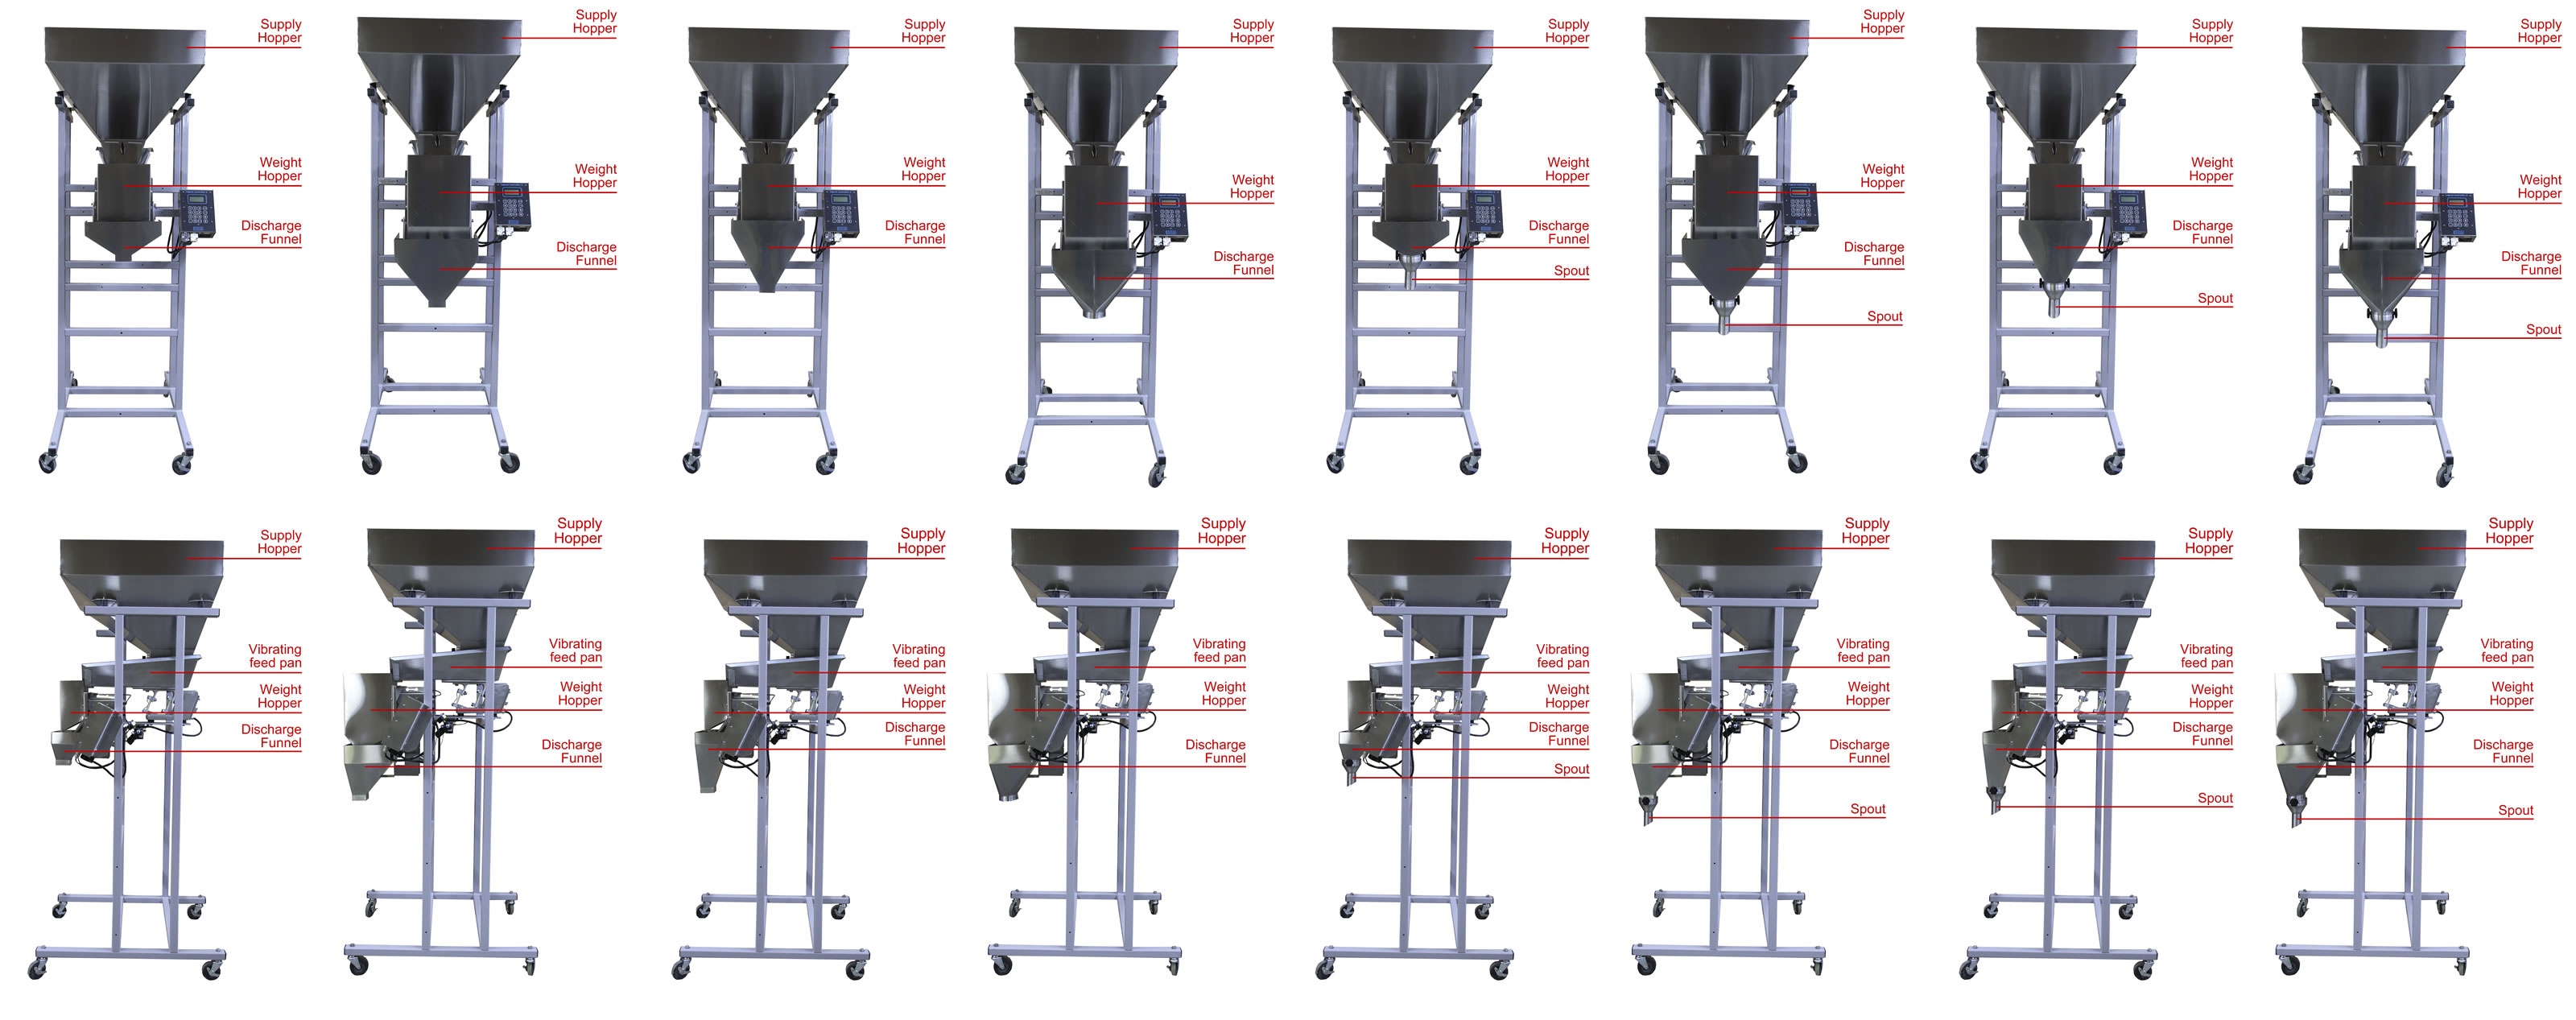 Supply
Hopper
Weight
Hopper
Discharge
Funnel
Supply
Hopper
Weight
Hopper
Discharge
Funnel
Supply
Hopper
Weight
Hopper
Discharge
Funnel
Supply
Hopper
Weight
Hopper
Discharge
Funnel
Supply
Hopper
Weight
Hopper
Discharge
Funnel
Spout
Supply
Hopper
Weight
Hopper
Discharge
Funnel
Spout
Supply
Hopper
Weight
Hopper
Discharge
Funnel
Spout
Supply
Hopper
Weight
Hopper
Discharge
Funnel
Spout
Supply
Hopper
Vibrating
feed pan
Weight
Hopper
Discharge
Funnel
Supply
Hopper
Vibrating
feed pan
Weight
Hopper
Discharge
Funnel
Supply
Hopper
Vibrating
feed pan
Weight
Hopper
Discharge
Funnel
Supply
Hopper
Vibrating
feed pan
Weight
Hopper
Discharge
Funnel
Supply
Hopper
Vibrating
feed pan
Weight
Hopper
Discharge
Funnel
Spout
Supply
Hopper
Vibrating
feed pan
Weight
Hopper
Discharge
Funnel
Spout
Supply
Hopper
Vibrating
feed pan
Weight
Hopper
Discharge
Funnel
Spout
Supply
Hopper
Vibrating
feed pan
Weight
Hopper
Discharge
Funnel
Spout